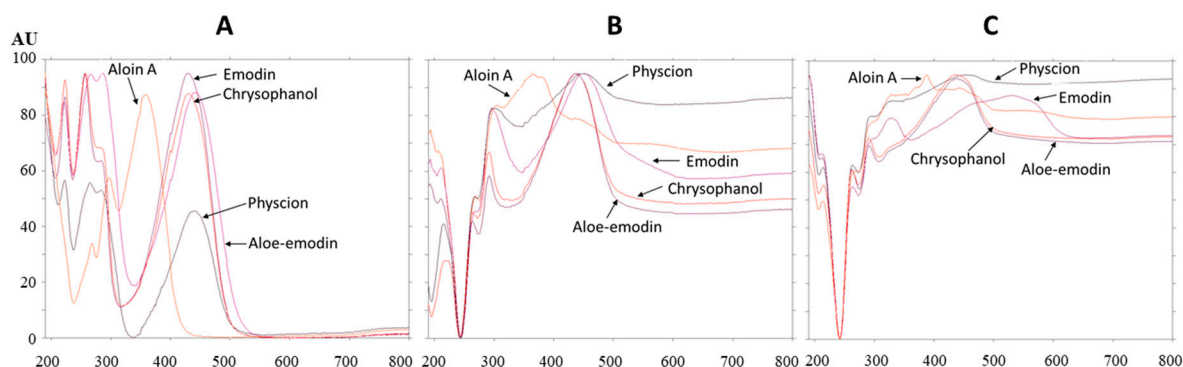 A
B
C
AU
100
80
60
40
20
0
Aloin A
Emodin
Chrysophanol
Physcion
Aloe-emodin
200 300 400 500 600 700 800
Aloin A
Physcion
Emodin
Chrysophanol
Aloe-emodin
200 300 400 500 600 700 800
Aloin A
Physcion
Emodin
Chrysophanol
Aloe-emodin
200 300 400 500 600 700 800